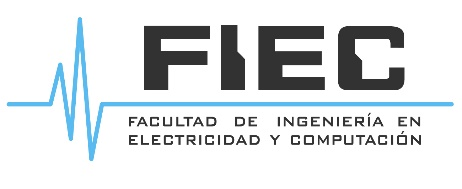 FIEC
FACULTAD DE INGENIERÍA EN
ELECTRICIDAD Y COMPUTACIÓN